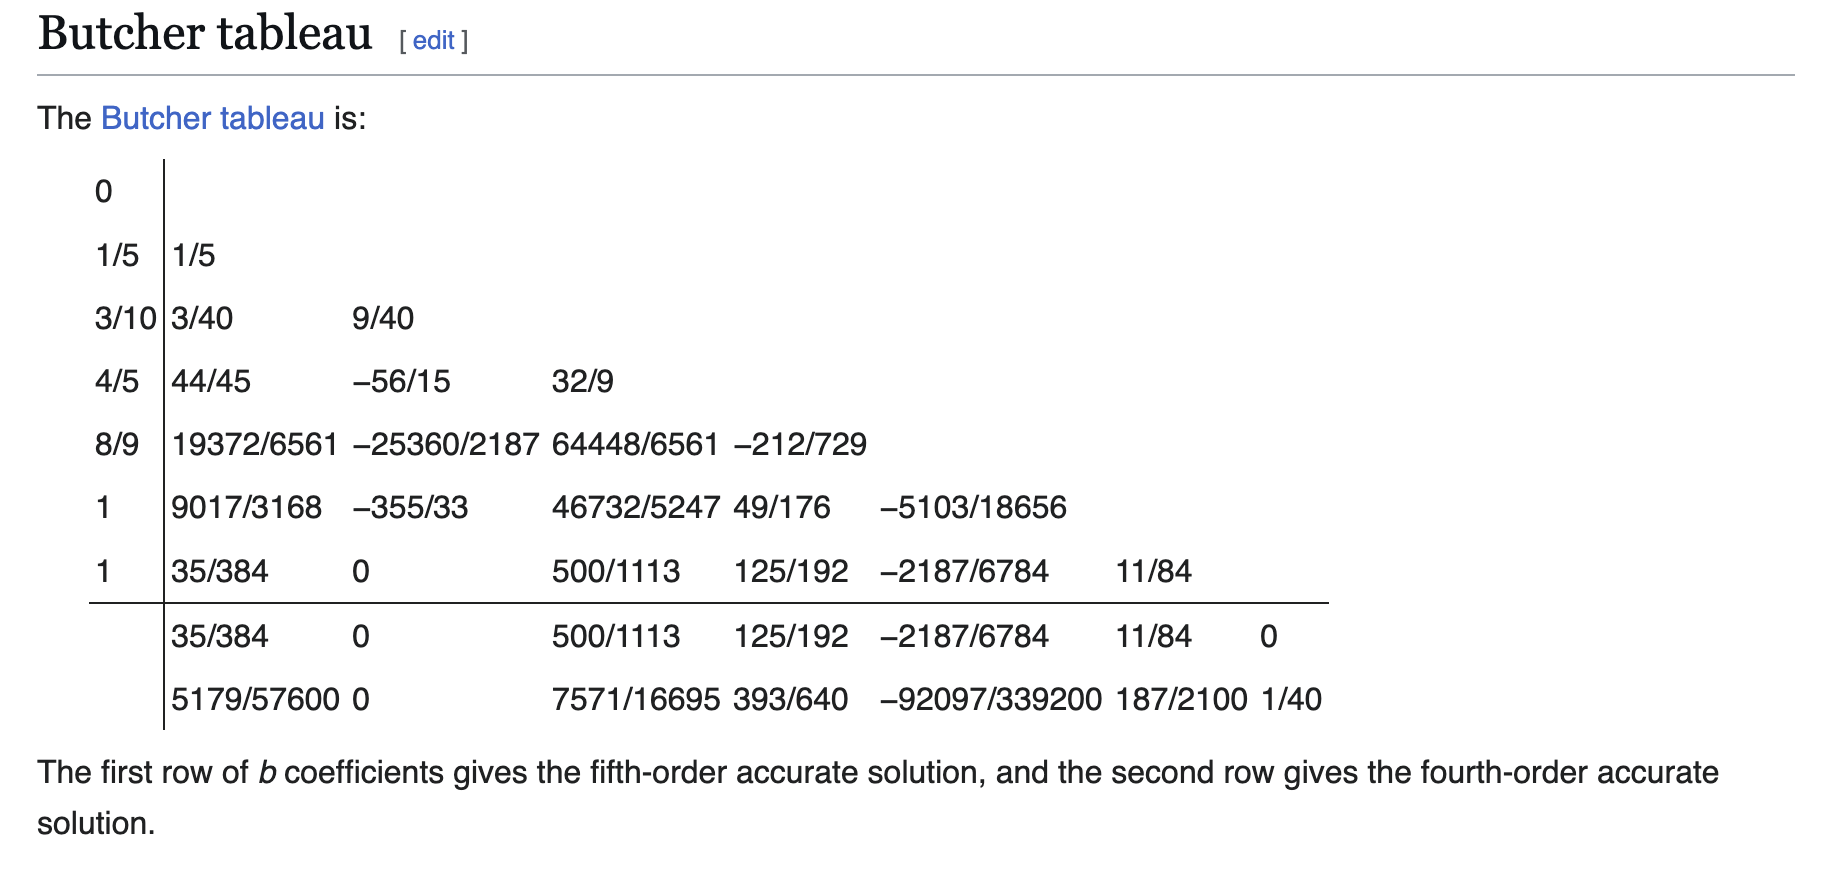 Butcher tableau [ edit ]
The Butcher tableau is:
0
1/5 1/5
3/10 3/40 9/40
4/5 44/45 −56/15 32/9
8/9 19372/6561 −25360/2187 64448/6561 −212/729
1 9017/3168 −355/33 46732/5247 49/176 −5103/18656
1 35/384 0 500/1113 125/192 −2187/6784 11/84
35/384 0 500/1113 125/192 −2187/6784 11/84 0
5179/57600 0 7571/16695 393/640 −92097/339200 187/2100 1/40
The first row of b coefficients gives the fifth-order accurate solution, and the second row gives the fourth-order accurate
solution.